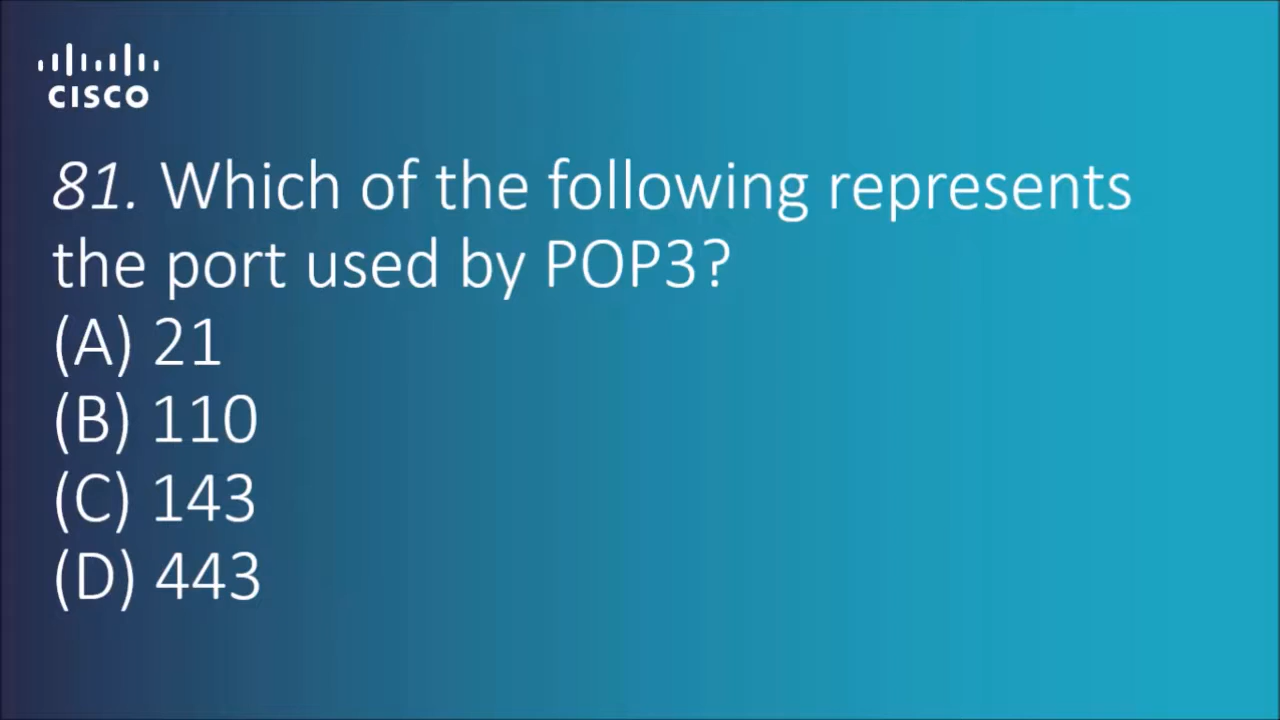 CISCO
81. Which of the following represents
the port used by POP3?
(A) 21
(B) 110
(C) 143
(D) 443